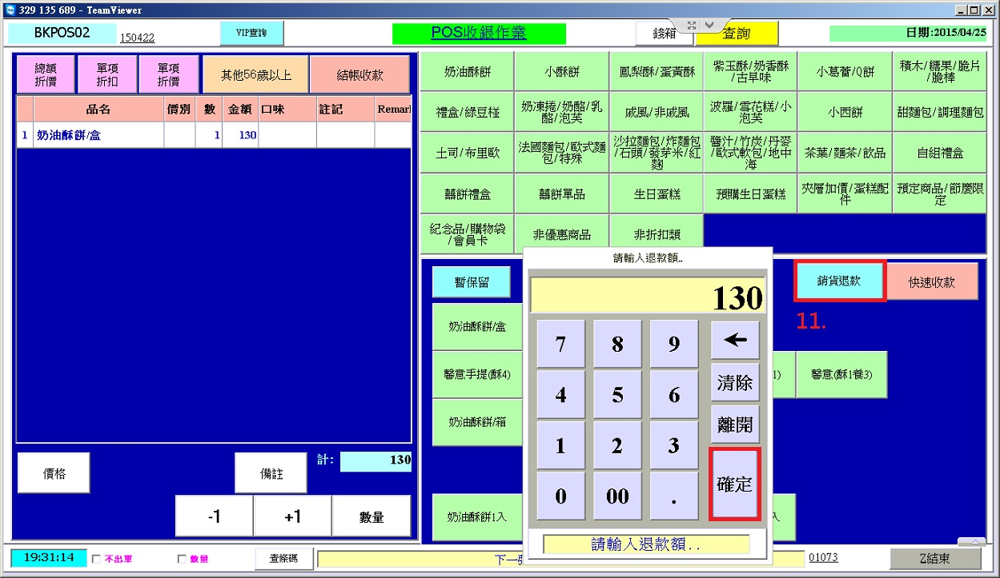 329 135 689 - TeamViewer
BKPOS02
150422
VIP查詢
POS收銀作業
錢箱
查詢
日期:2015/04/25
總額
折價
單項
折扣
單項
折價
其他56歲以上
結帳收款
品名
價別
數
金額
口味
註記
Remar
1
奶油酥餅/盒
1
130
奶油酥餅
小酥餅
鳳梨酥/蛋黃酥
紫玉酥/奶香酥
/古早味
小葛蕾/Q餅
積木/糖果/脆片
/脆棒
禮盒/綠豆椪
奶凍捲/奶酪/乳
酪/泡芙
戚風/非戚風
波羅/雪花糕/小
泡芙
小西餅
甜麵包/調理麵包
土司/布里歐
法國麵包/歐式麵
包/特殊
沙拉麵包/炸麵包
/石頭/發芽米/紅
麴
醬汁/竹炭/丹麥
/歐式軟包/地中
海
茶葉/麵茶/飲品
自組禮盒
囍餅禮盒
囍餅單品
生日蛋糕
預購生日蛋糕
夾層加價/蛋糕配
件
預定商品/節慶限
定
紀念品/購物袋
/會員卡
非優惠商品
非折扣類
暫保留
銷貨退款
快速收款
11.
奶油酥餅/盒
馨意手提(酥4)
1)
馨意(酥1養3)
奶油酥餅/箱
奶油酥餅1入
入
請輸入退款額..
130
7
8
9
←
4
5
6
清除
離開
1
2
3
確定
0
00
.
請輸入退款額..
價格
備註
計:
130
-1
+1
數量
19:31:14
不出單
數量
查條碼
下一
01073
Z結束